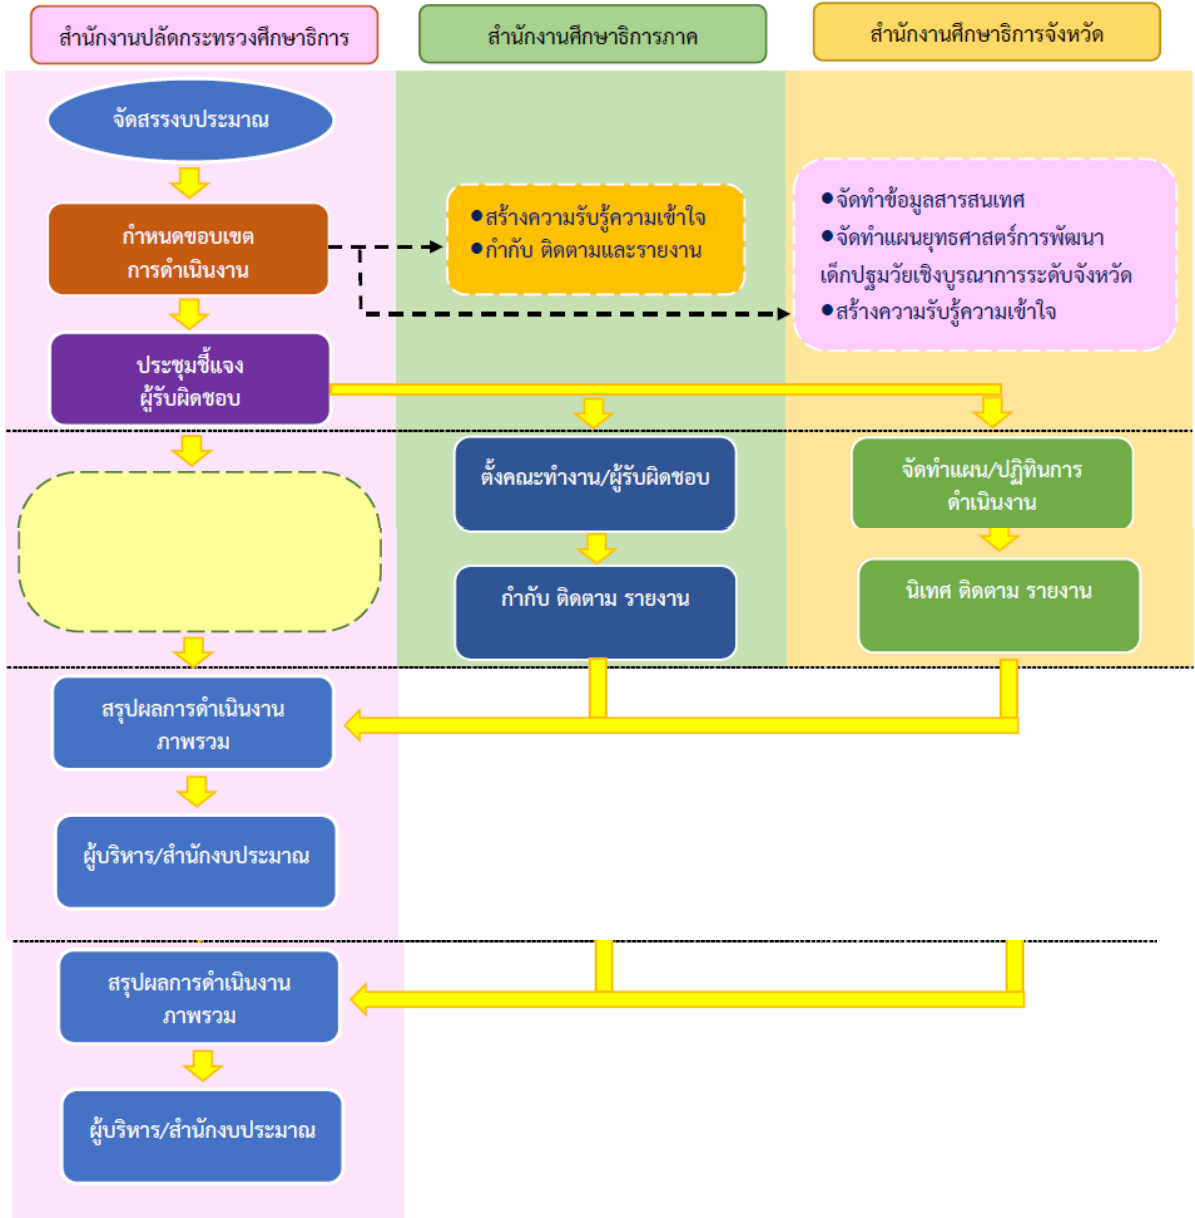 สำนักงานปลัดกระทรวงศึกษาธิการ
สำนักงานศึกษาธิการภาค
สำนักงานศึกษาธิการจังหวัด
จัดสรรงบประมาณ
กำหนดขอบเขต
การดำเนินงาน
●สร้างความรับรู้ความเข้าใจ
●กำกับ ติดตามและรายงาน
●จัดทำข้อมูลสารสนเทศ
●จัดทำแผนยุทธศาสตร์การพัฒนา
เด็กปฐมวัยเชิงบูรณาการระดับจังหวัด
●สร้างความรับรู้ความเข้าใจ
ประชุมชี้แจง
ผู้รับผิดชอบ
ตั้งคณะทำงาน/ผู้รับผิดชอบ
จัดทำแผน/ปฏิทินการ
ดำเนินงาน
กำกับ ติดตาม รายงาน
นิเทศ ติดตาม รายงาน
สรุปผลการดำเนินงาน
ภาพรวม
ผู้บริหาร/สำนักงบประมาณ
สรุปผลการดำเนินงาน
ภาพรวม
ผู้บริหาร/สำนักงบประมาณ